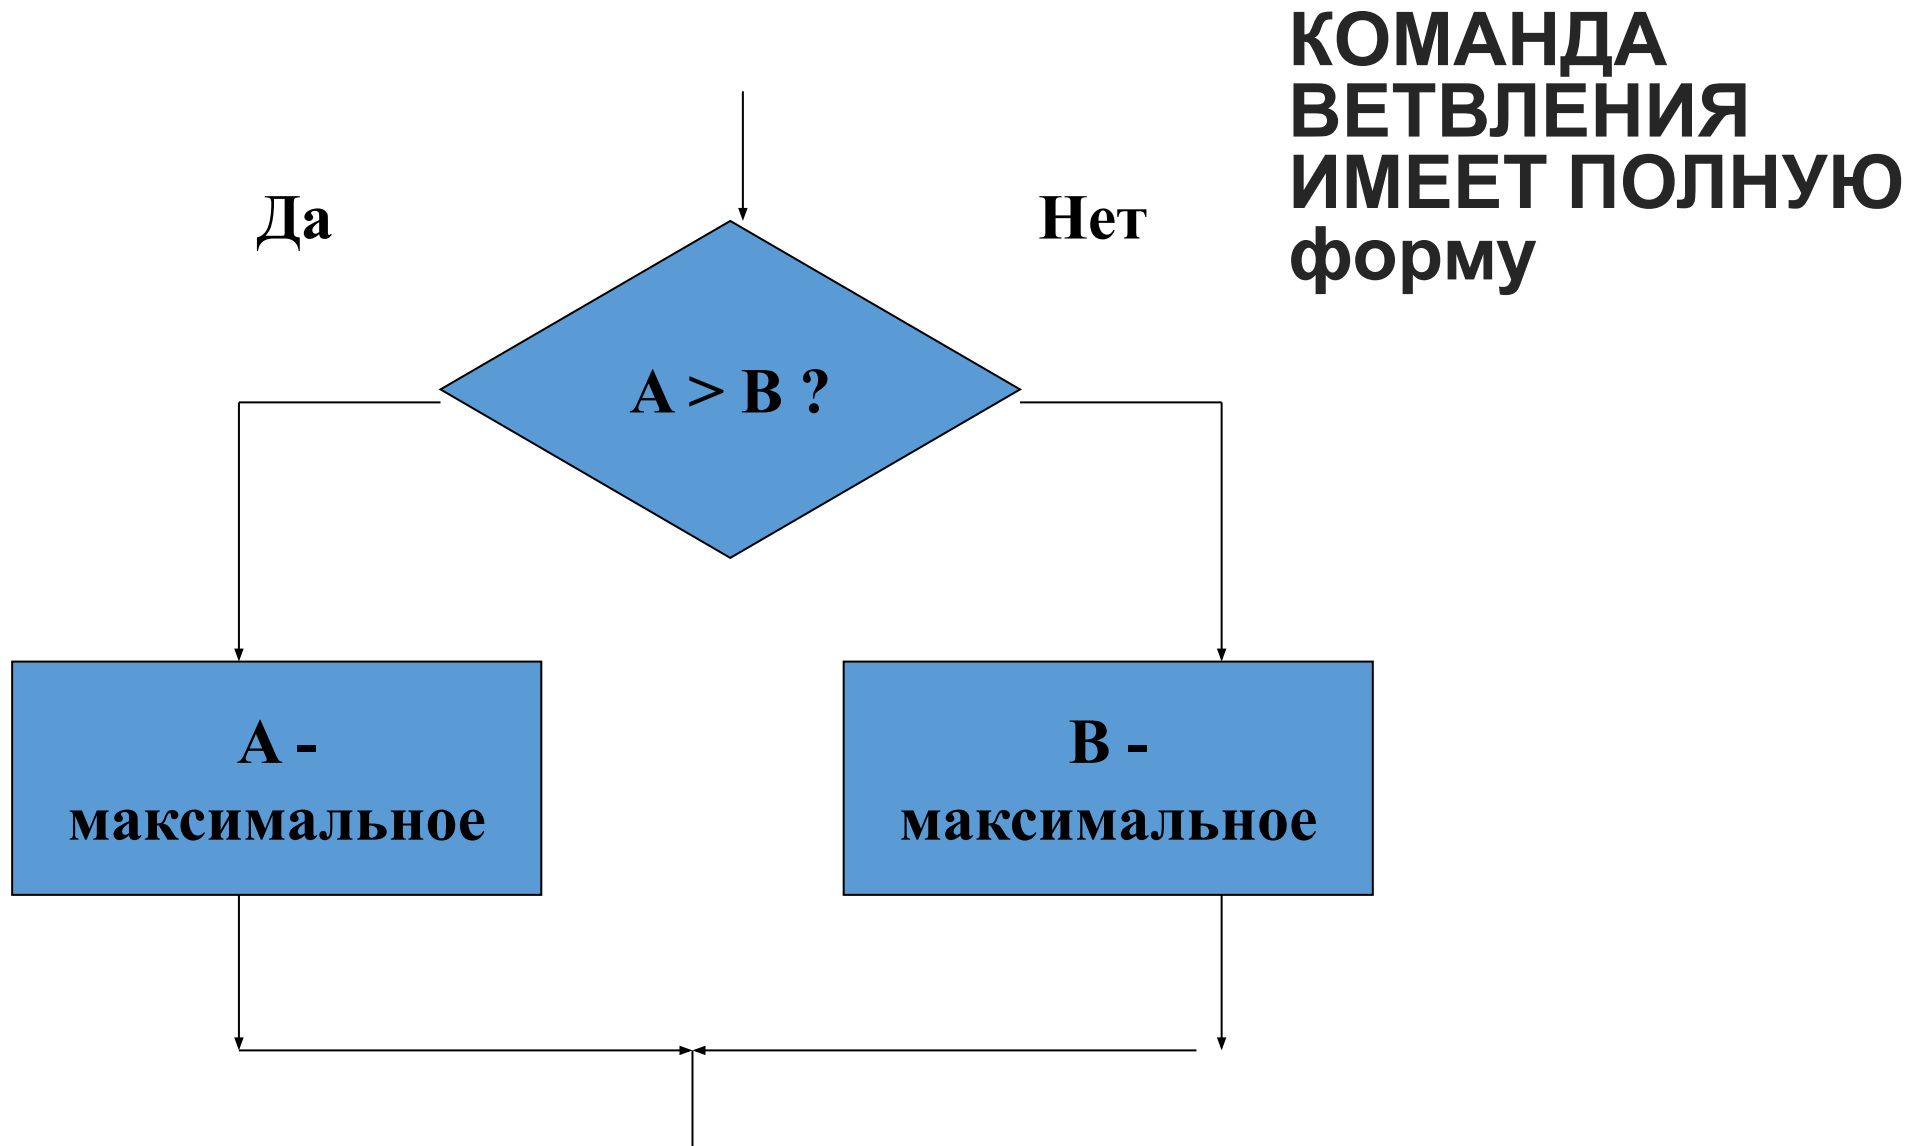 КОМАНДА
ВЕТВЛЕНИЯ
ИМЕЕТ ПОЛНУЮ
форму
Да
Нет
А > В ?
А -
максимальное
В -
максимальное